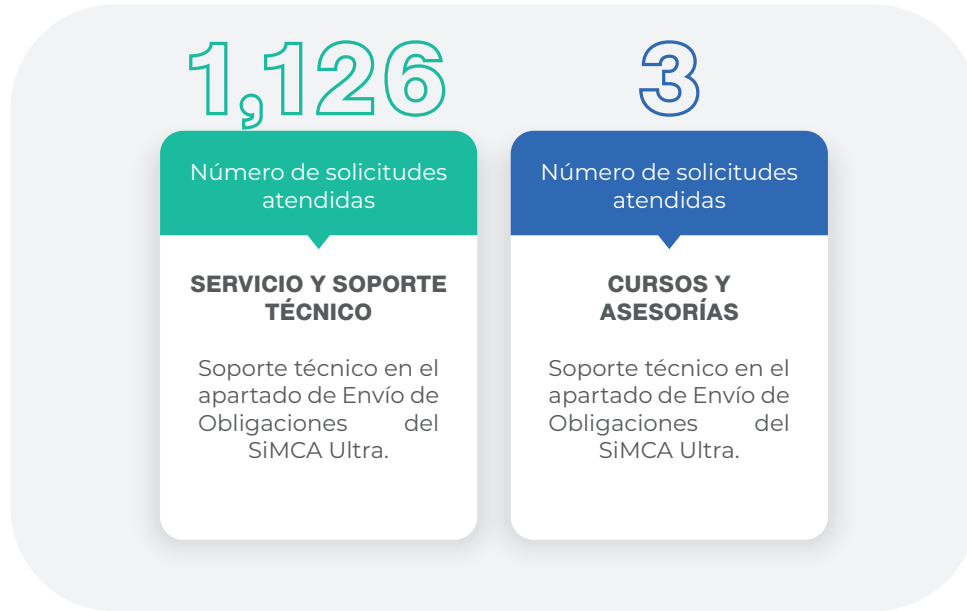 1,126
Número de solicitudes
atendidas
SERVICIO Y SOPORTE
TÉCNICO
Soporte técnico en el
apartado de Envío de
Obligaciones del
SiMCA Ultra.
3
Número de solicitudes
atendidas
CURSOS Y
ASESORÍAS
Soporte técnico en el
apartado de Envío de
Obligaciones del
SiMCA Ultra.